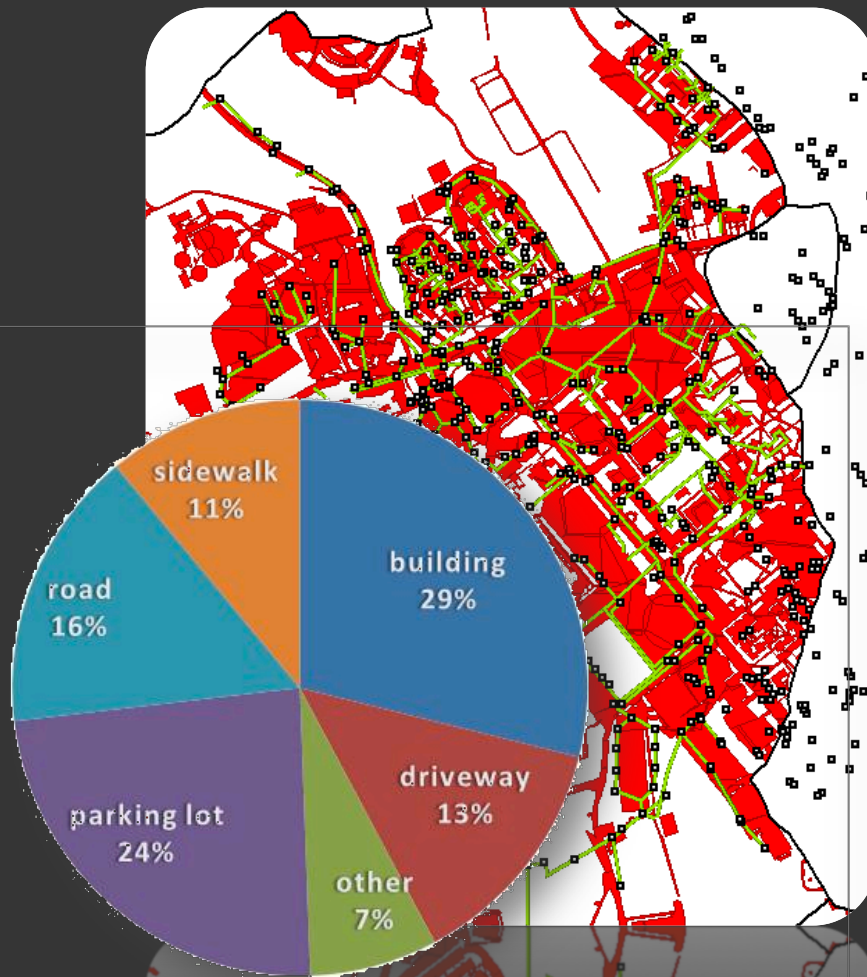 sidewalk
11%
building
29%
road
16%
driveway
13%
parking lot
24%
other
7%